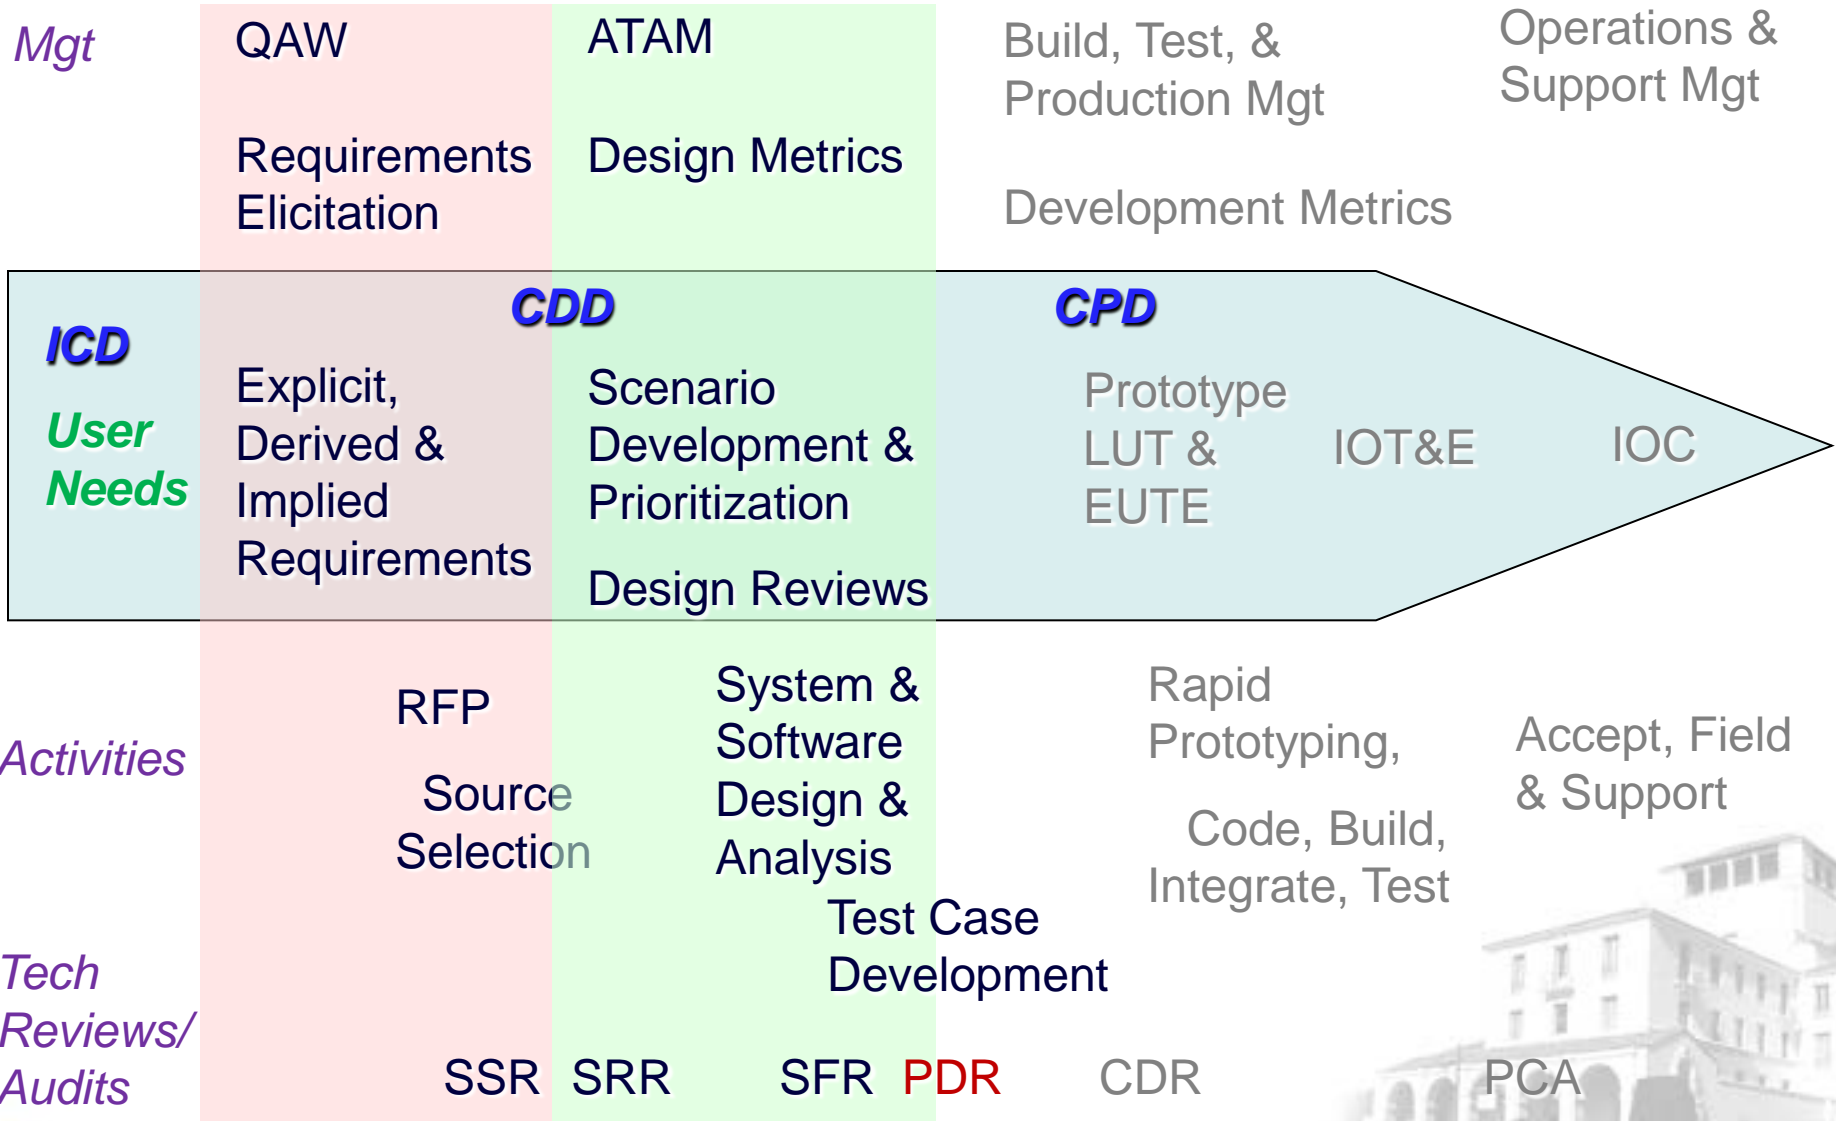 Mgt
QAW
ATAM
Build, Test, &
Production Mgt
Operations &
Support Mgt
Requirements
Elicitation
Design Metrics
Development Metrics
ICD
User
Needs
CDD
CPD
Explicit,
Derived &
Implied
Requirements
Scenario
Development &
Prioritization
Design Reviews
Prototype
LUT &
EUTE
IOT&E
IOC
Activities
RFP
Source
Selection
System &
Software
Design &
Analysis
Test Case
Development
Rapid
Prototyping,
Code, Build,
Integrate, Test
Accept, Field
& Support
Tech
Reviews/
Audits
SSR
SRR
SFR
PDR
CDR
PCA